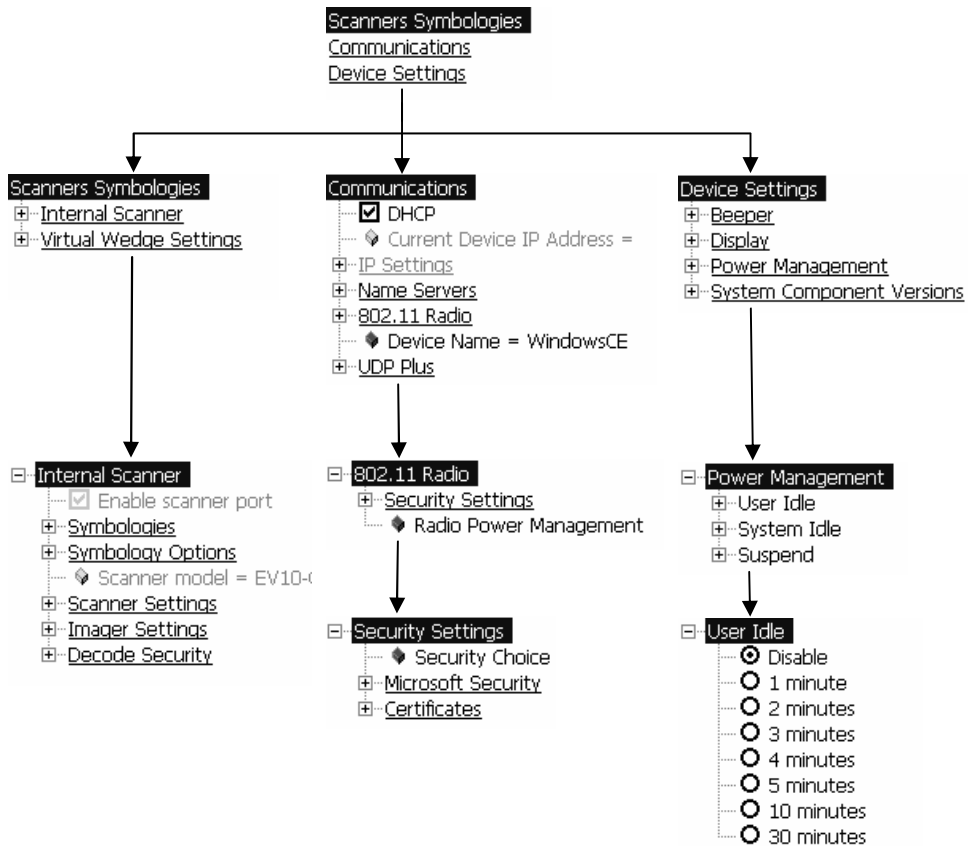 Scanners Symbologies
Communications
Device Settings
Scanners Symbologies
Internal Scanner
Virtual Wedge Settings
Communications
DHCP
Current Device IP Address =
IP Settings
Name Servers
802.11 Radio
Device Name = WindowsCE
UDP Plus
Device Settings
Beeper
Display
Power Management
System Component Versions
Internal Scanner
Enable scanner port
Symbologies
Symbology Options
Scanner model = EV10-
Scanner Settings
Imager Settings
Decode Security
802.11 Radio
Security Settings
Radio Power Management
Security Settings
Security Choice
Microsoft Security
Certificates
Power Management
User Idle
System Idle
Suspend
User Idle
Disable
1 minute
2 minutes
3 minutes
4 minutes
5 minutes
10 minutes
30 minutes